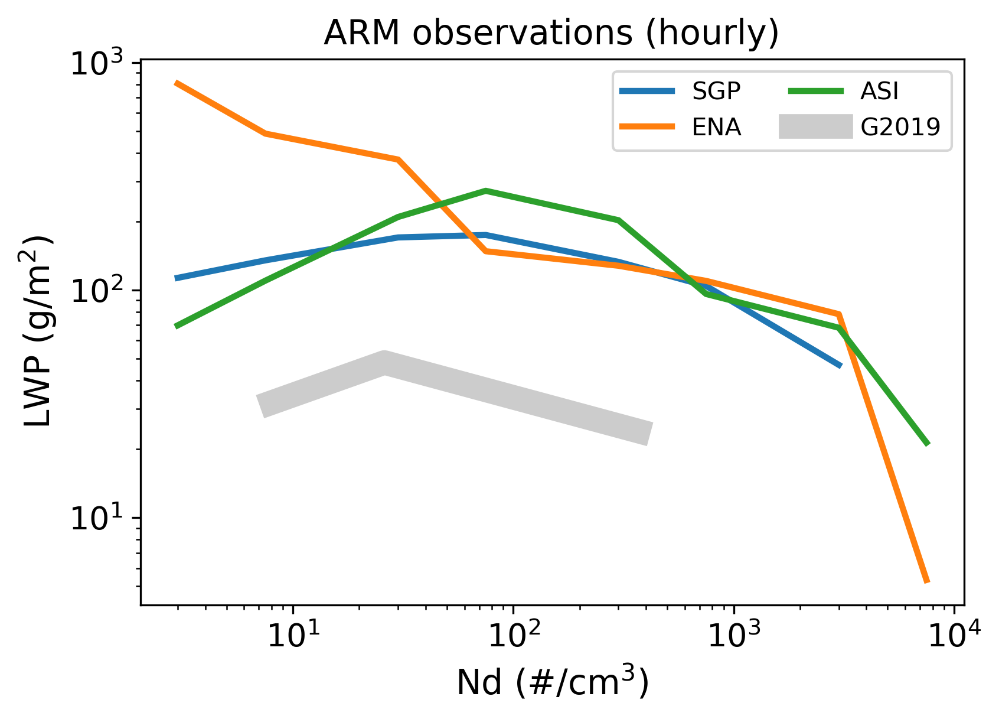 ARM observations (hourly)
SGP
ENA
ASI
G2019
LWP (g/m²)
10³
10²
10¹
10¹
10²
10³
10⁴
Nd (#/cm³)